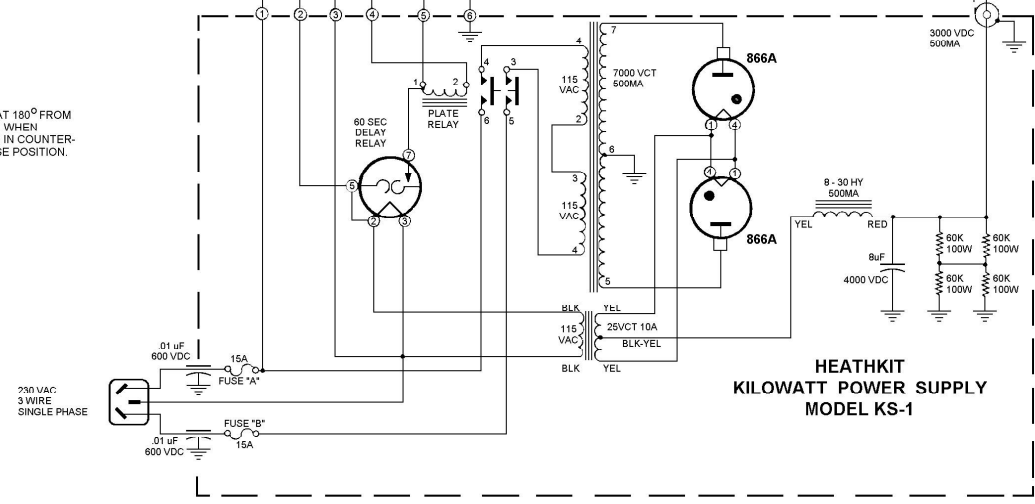 1 2 3 4 5 6
3000 VDC
500MA
AT 180° FROM
WHEN
IN COUNTER-
SE POSITION.
1 2
PLATE
RELAY
4 3
6 5
60 SEC
DELAY
RELAY
7
5
2 3
4
115
VAC
2
3
115
VAC
4
7
7000 VCT
500MA
6
5
866A
1 4
4 1
866A
8 - 30 HY
500MA
YEL RED
8uF
4000 VDC
60K
100W
60K
100W
60K
100W
60K
100W
BLK YEL
115
VAC
25VCT 10A
BLK-YEL
BLK YEL
.01 uF
600 VDC
15A
FUSE "A"
230 VAC
3 WIRE
SINGLE PHASE
FUSE "B"
15A
.01 uF
600 VDC
HEATHKIT
KILOWATT POWER SUPPLY
MODEL KS-1